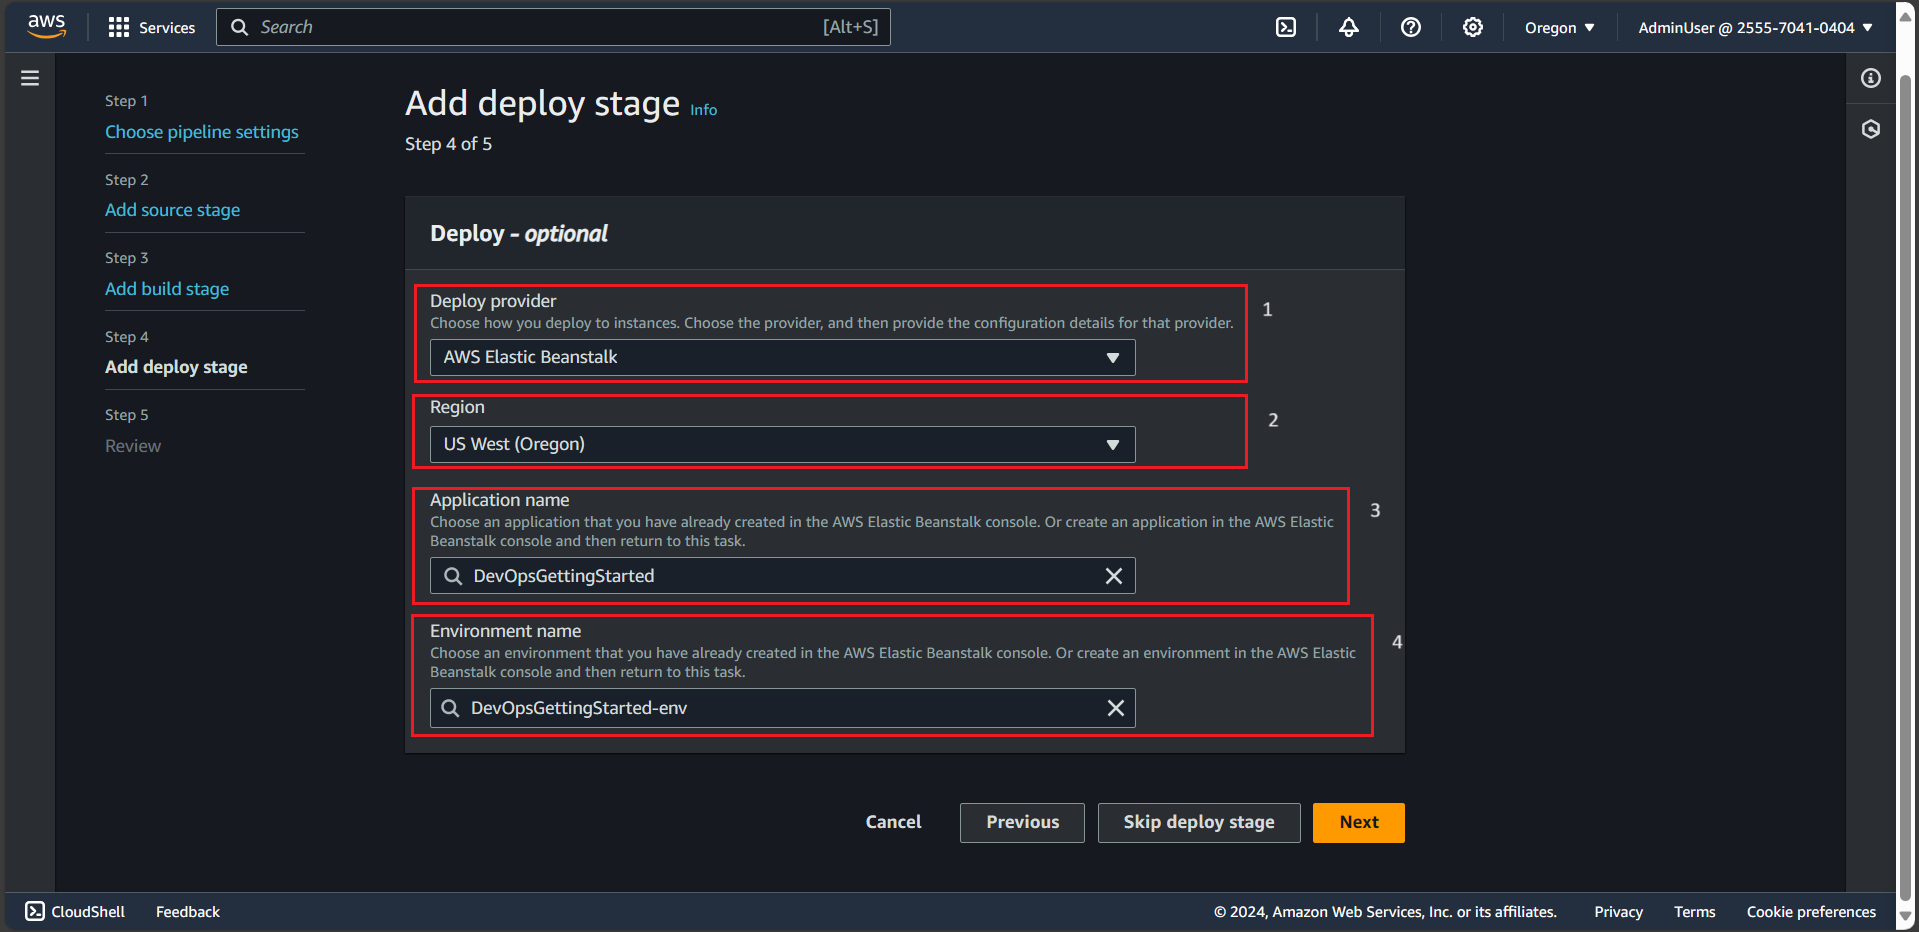 aws
Services
Search
[Alt+S]
Oregon
AdminUser @ 2555-7041-0404
Step 1
Choose pipeline settings
Step 2
Add source stage
Step 3
Add build stage
Step 4
Add deploy stage
Step 5
Review
Add deploy stage Info
Step 4 of 5
Deploy - optional
Deploy provider
1
Choose how you deploy to instances. Choose the provider, and then provide the configuration details for that provider.
AWS Elastic Beanstalk
Region
2
US West (Oregon)
Application name
3
Choose an application that you have already created in the AWS Elastic Beanstalk console. Or create an application in the AWS Elastic
Beanstalk console and then return to this task.
DevOpsGettingStarted
Environment name
4
Choose an environment that you have already created in the AWS Elastic Beanstalk console. Or create an environment in the AWS Elastic
Beanstalk console and then return to this task.
DevOpsGettingStarted-env
Cancel
Previous
Skip deploy stage
Next
CloudShell
Feedback
© 2024, Amazon Web Services, Inc. or its affiliates.
Privacy
Terms
Cookie preferences